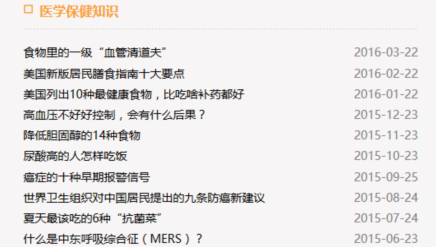 医学保健知识
食物里的一级“血管清道夫” 2016-03-22
美国新版居民膳食指南十大要点 2016-02-22
美国列出10种最健康食物，比吃啥补药都好 2016-01-22
高血压不好好控制，会有什么后果？ 2015-12-23
降低胆固醇的14种食物 2015-11-23
尿酸高的人怎样吃饭 2015-10-23
癌症的十种早期报警信号 2015-09-25
世界卫生组织对中国居民提出的九条防癌新建议 2015-08-24
夏天最该吃的6种“抗菌菜” 2015-07-24
什么是中东呼吸综合征（MERS）？ 2015-06-23